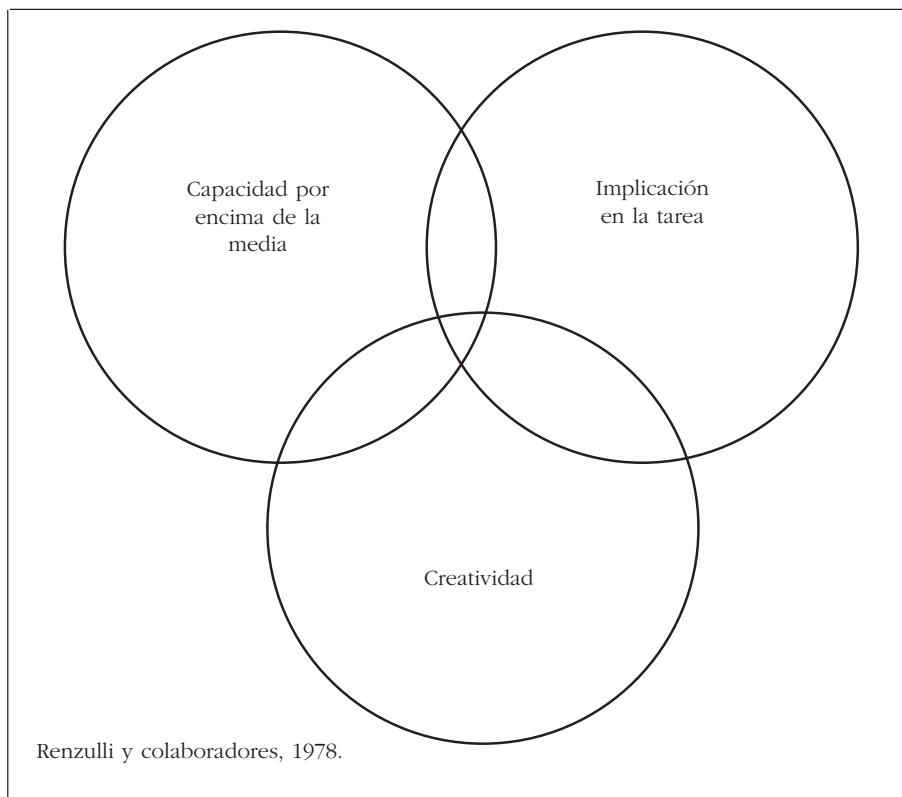 Capacidad por
encima de la
media
Implicación
en la tarea
Creatividad
Renzulli y colaboradores, 1978.